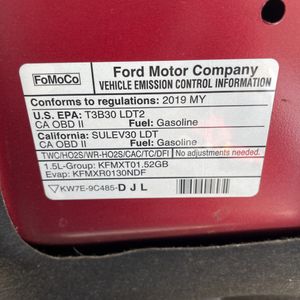 FoMoCo
Ford Motor Company
VEHICLE EMISSION CONTROL INFORMATION
Conforms to regulations: 2019 MY
U.S. EPA: T3B30 LDT2
CA OBD II Fuel: Gasoline
California: SULEV30 LDT
CA OBD II Fuel: Gasoline
TWC/HO2S/WR-HO2S/CAC/TC/DFI No adjustments needed.
1.5L-Group: KFMXT01.52GB
Evap: KFMXR0130NDF
KW7E-9C485-DJL